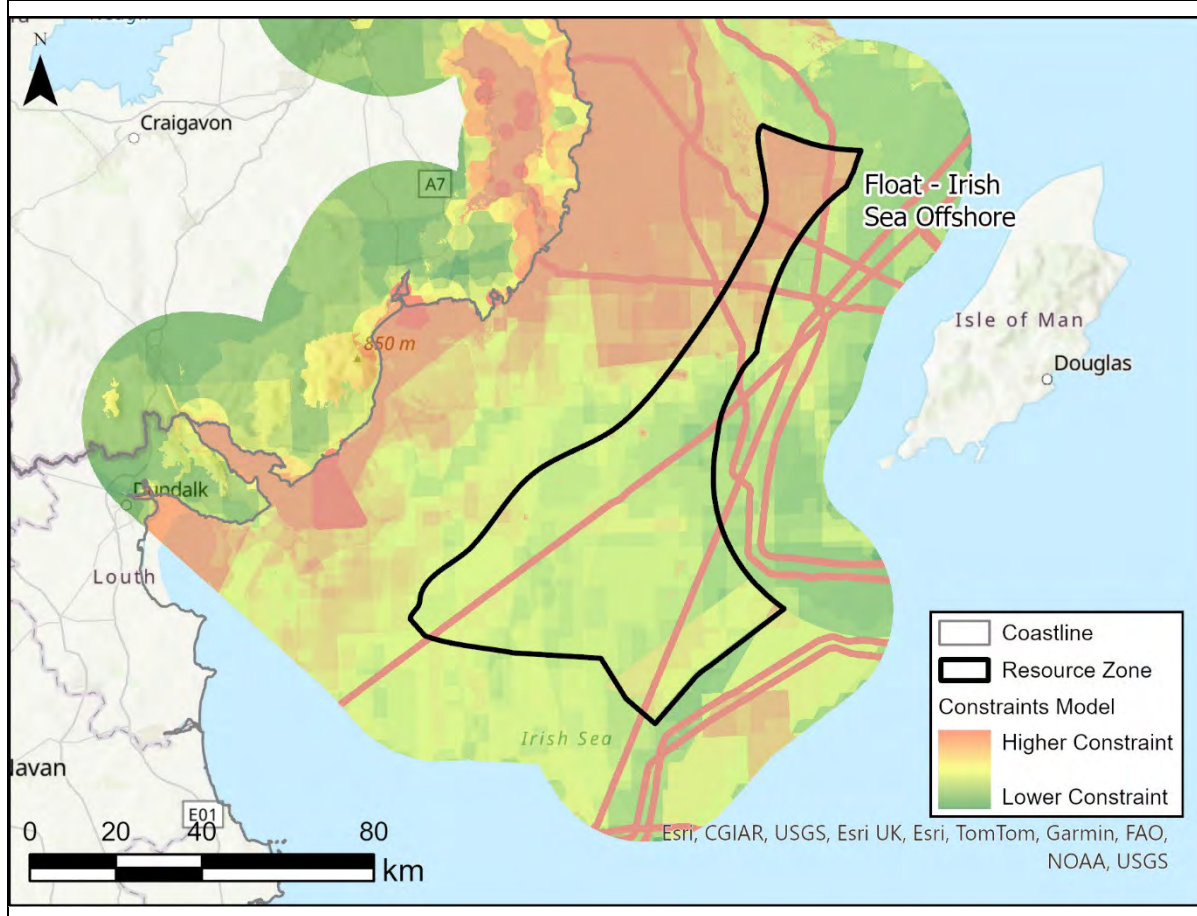 N
Craigavon
A7
Float - Irish
Sea Offshore
Isle of Man
Douglas
850 m
Dundalk
Louth
Irish Sea
Navan
E01
0 20 40 80
km
Coastline
Resource Zone
Constraints Model
Higher Constraint
Lower Constraint
Esri, CGIAR, USGS, Esri UK, Esri, TomTom, Garmin, FAO,
NOAA, USGS